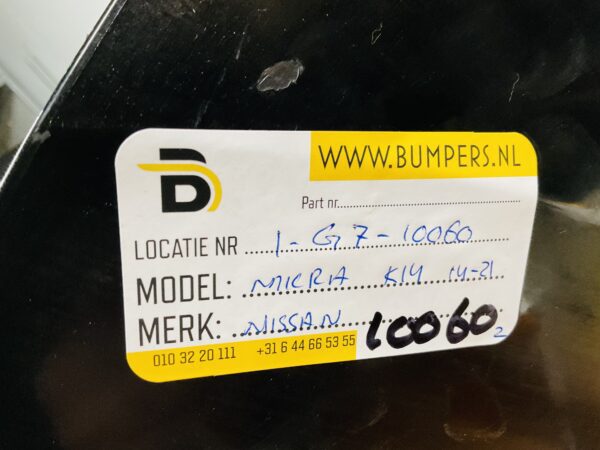 WWW.BUMPERS.NL
Part nr.
LOCATIE NR 1-G7-10060
MODEL: MICRA K14 14-21
MERK: NISSAN 10060 2
010 32 20 111 +31 6 44 66 53 55